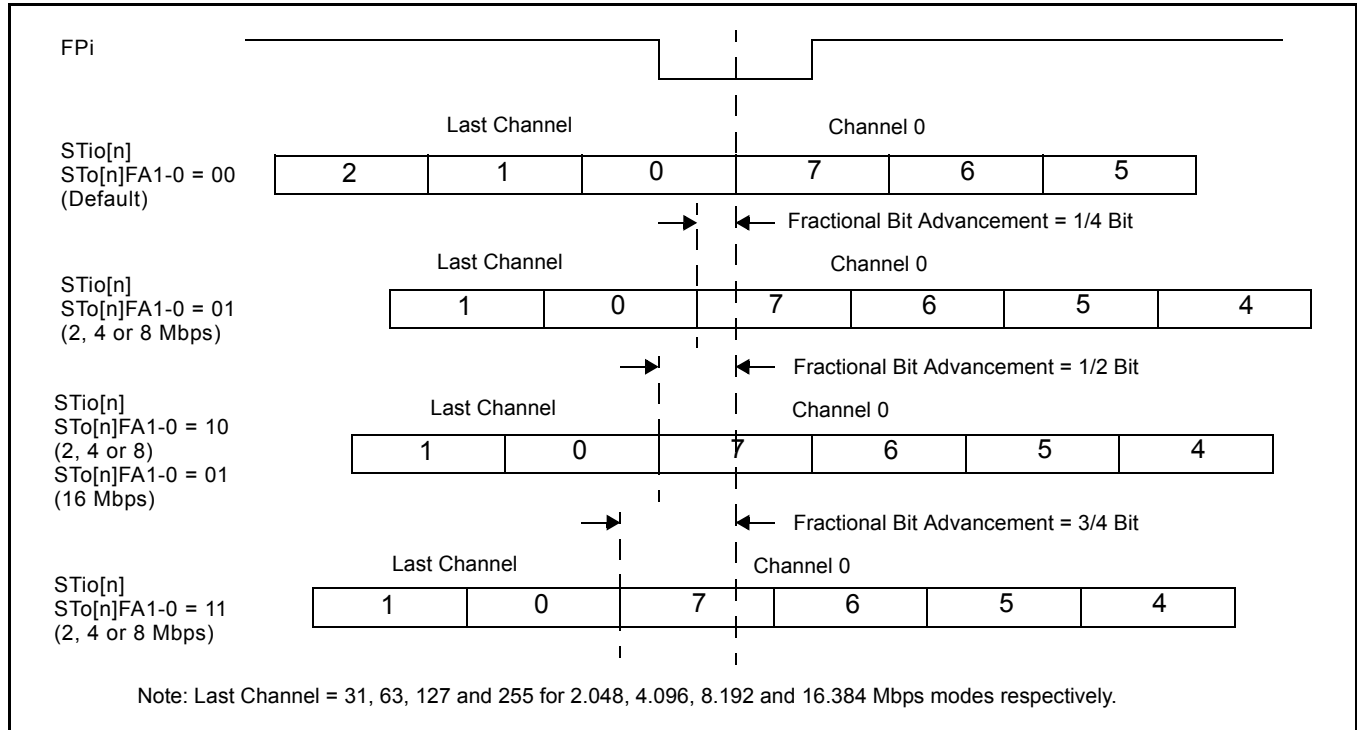 FPi
Last Channel Channel 0
STio[n]
STo[n]FA1-0 = 00
(Default)
2 1 0 7 6 5
Fractional Bit Advancement = 1/4 Bit
Last Channel Channel 0
STio[n]
STo[n]FA1-0 = 01
(2, 4 or 8 Mbps)
1 0 7 6 5 4
Fractional Bit Advancement = 1/2 Bit
Last Channel Channel 0
STio[n]
STo[n]FA1-0 = 10
(2, 4 or 8)
STo[n]FA1-0 = 01
(16 Mbps)
1 0 7 6 5 4
Fractional Bit Advancement = 3/4 Bit
Last Channel Channel 0
STio[n]
STo[n]FA1-0 = 11
(2, 4 or 8 Mbps)
1 0 7 6 5 4
Note: Last Channel = 31, 63, 127 and 255 for 2.048, 4.096, 8.192 and 16.384 Mbps modes respectively.